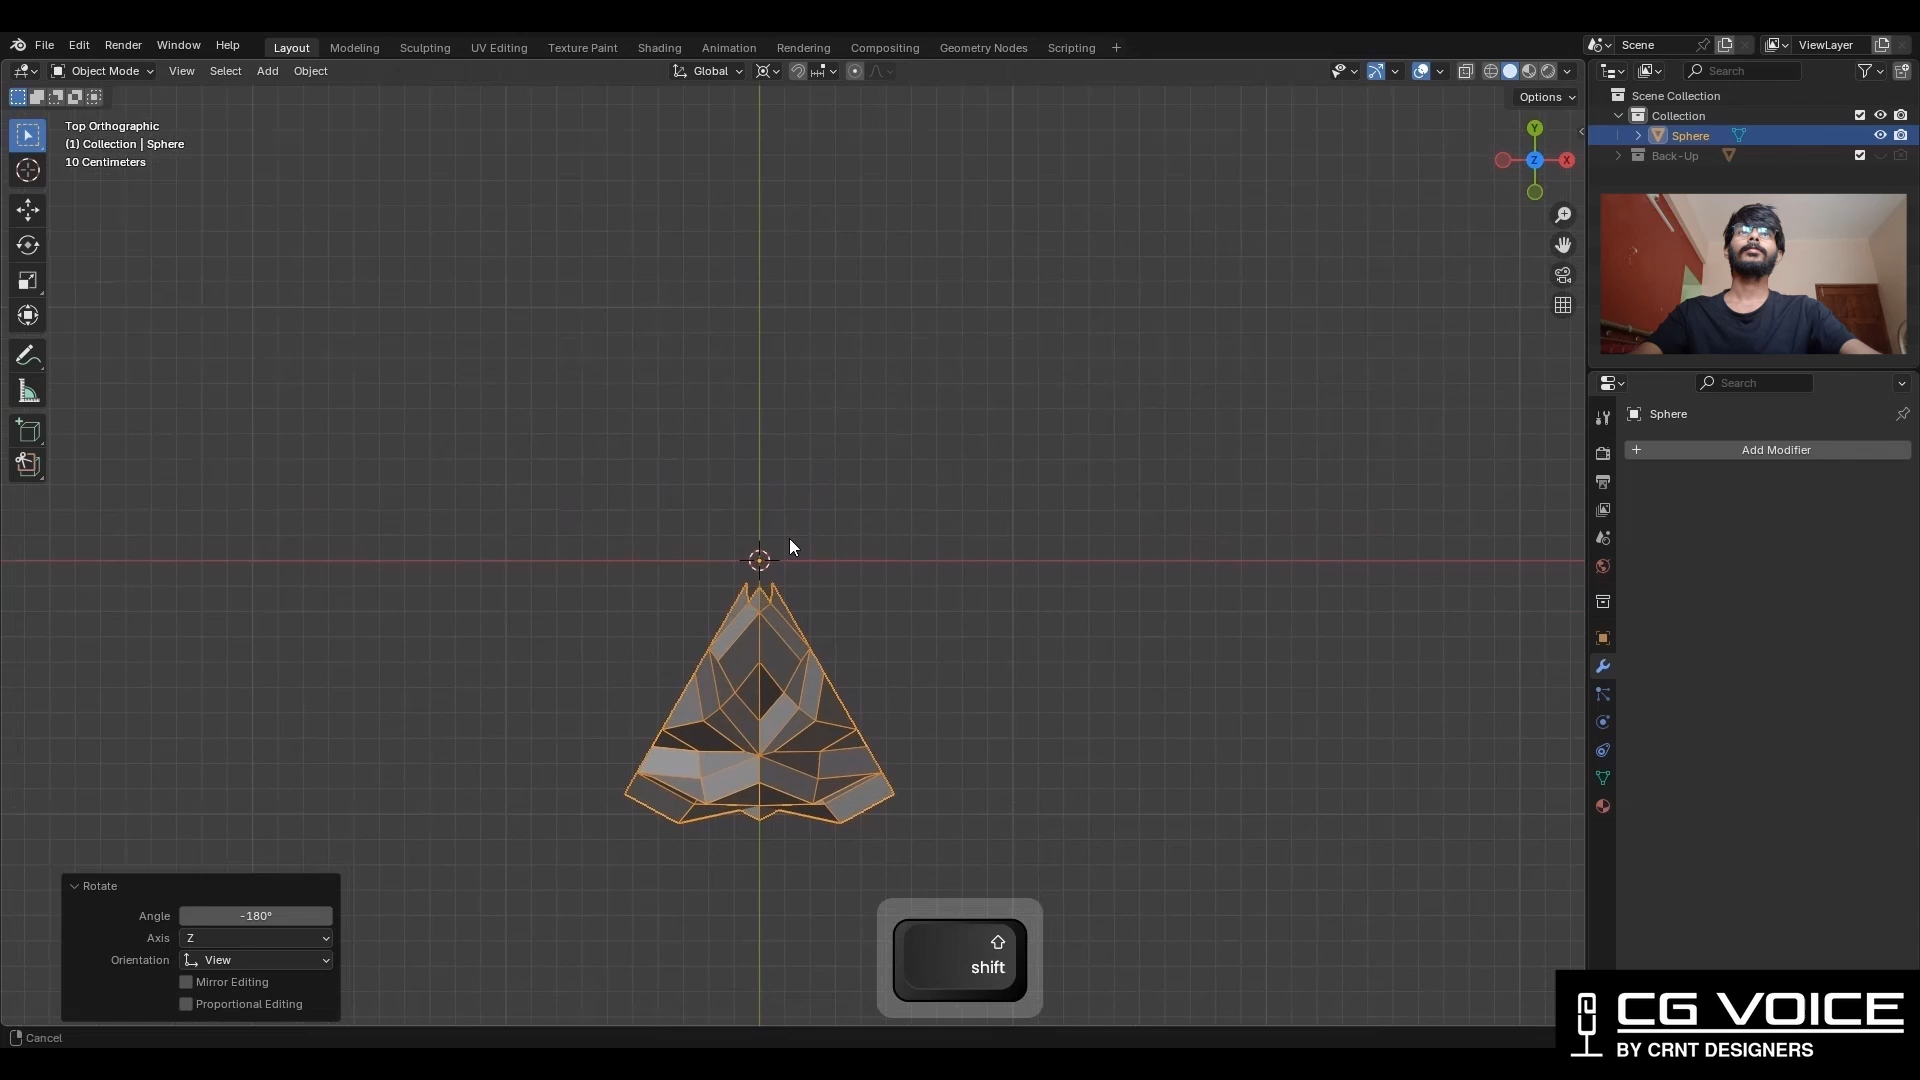 File Edit Render Window Help Layout Modeling Sculpting UV Editing Texture Paint Shading Animation Rendering Compositing Geometry Nodes Scripting + Scene ViewLayer
Object Mode View Select Add Object Global Search
Options
Top Orthographic
(1) Collection | Sphere
10 Centimeters
Y
Z
X
Scene Collection
Collection
Sphere
Back-Up
Search
Sphere
+ Add Modifier
Rotate
Angle -180°
Axis Z
Orientation View
Mirror Editing
Proportional Editing
shift
Cancel
CG VOICE
BY CRNT DESIGNERS